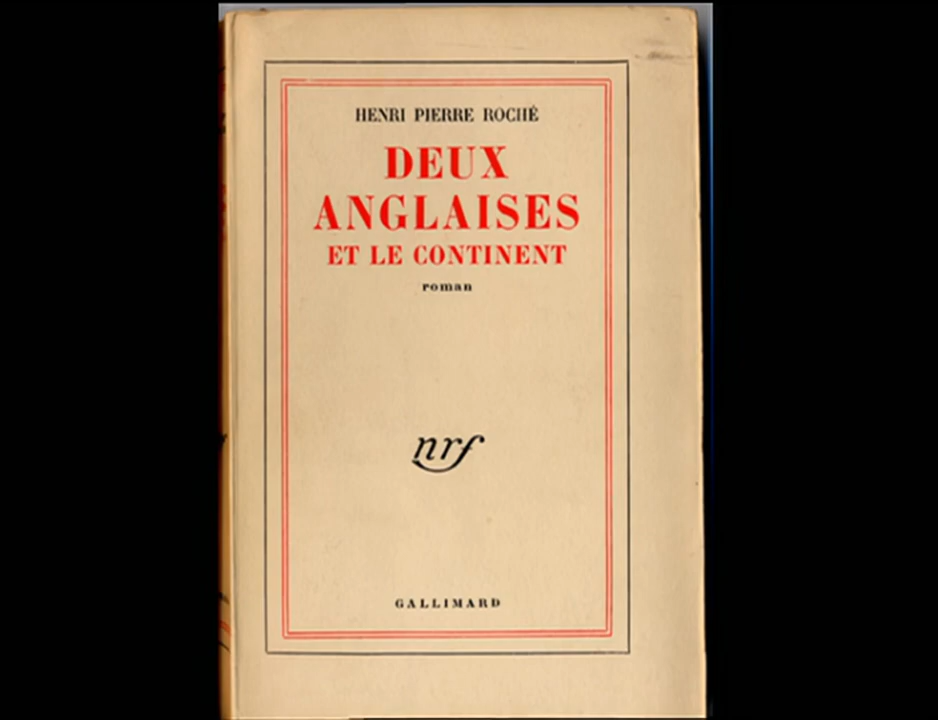 HENRI PIERRE ROCHÉ
DEUX
ANGLAISES
ET LE CONTINENT
roman
nrf
GALLIMARD